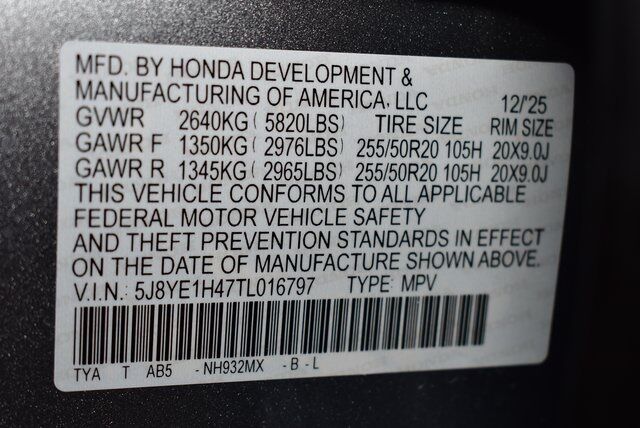 MFD. BY HONDA DEVELOPMENT &
MANUFACTURING OF AMERICA, LLC 12/'25
GVWR 2640KG (5820LBS) TIRE SIZE RIM SIZE
GAWR F 1350KG (2976LBS) 255/50R20 105H 20X9.0J
GAWR R 1345KG (2965LBS) 255/50R20 105H 20X9.0J
THIS VEHICLE CONFORMS TO ALL APPLICABLE
FEDERAL MOTOR VEHICLE SAFETY
AND THEFT PREVENTION STANDARDS IN EFFECT
ON THE DATE OF MANUFACTURE SHOWN ABOVE.
V.I.N.: 5J8YE1H47TL016797 TYPE: MPV
TYA T AB5 - NH932MX - B - L